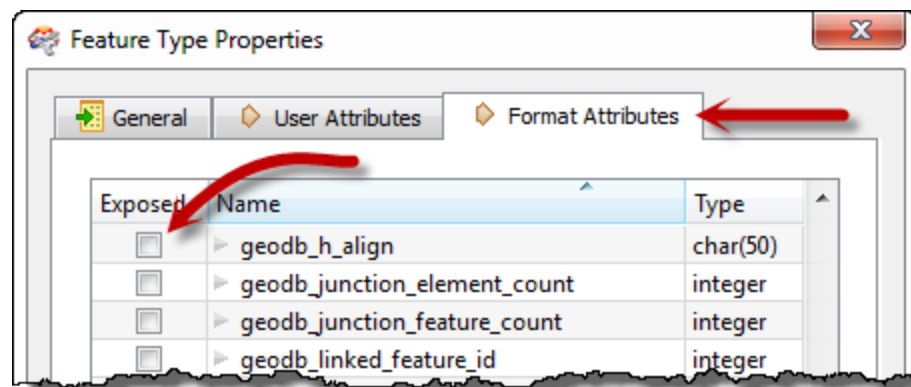 Feature Type Properties
General User Attributes Format Attributes
Exposed Name Type
geodb_h_align char(50)
geodb_junction_element_count integer
geodb_junction_feature_count integer
geodb_linked_feature_id integer